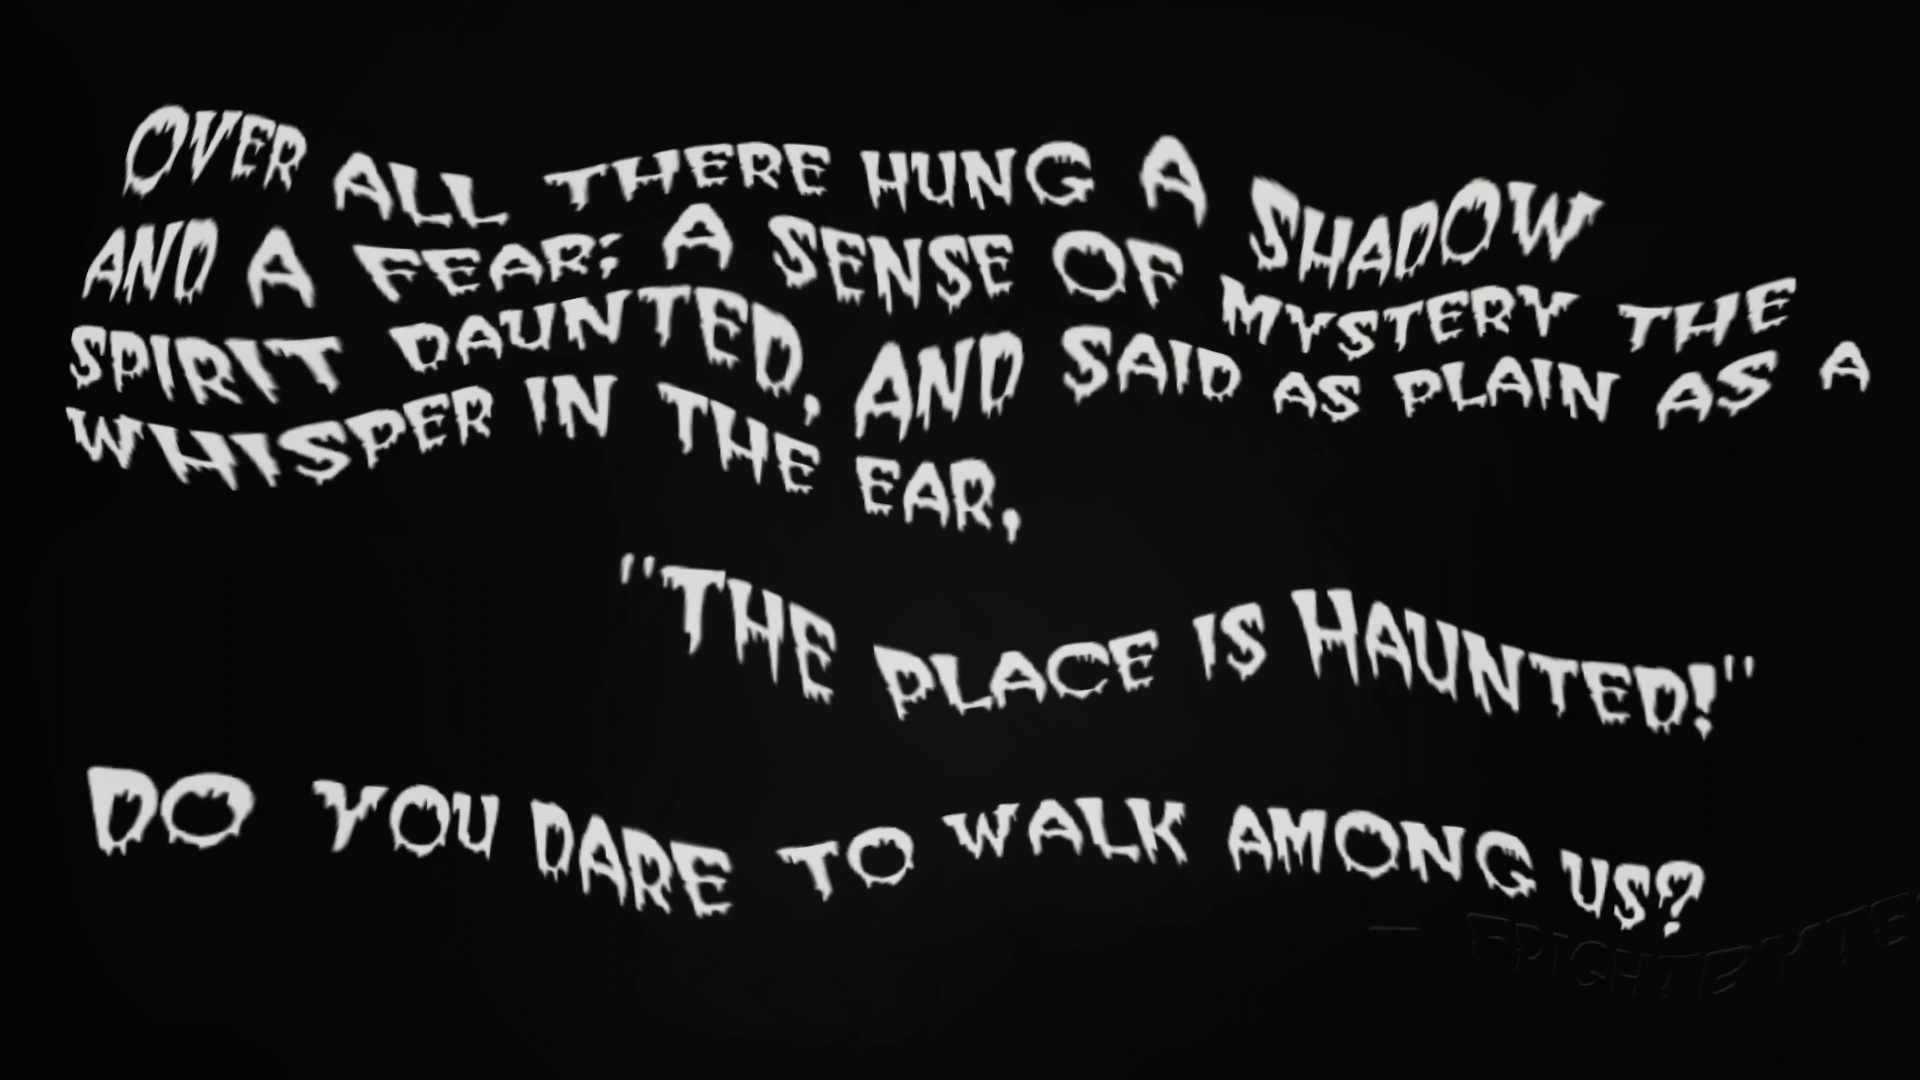 OVER ALL THERE HUNG A SHADOW
AND A FEAR; A SENSE OF MYSTERY THE
SPIRIT DAUNTED, AND SAID AS PLAIN AS A
WHISPER IN THE EAR,
"THE PLACE IS HAUNTED!"
DO YOU DARE TO WALK AMONG US?
— FRIGHTBYTE